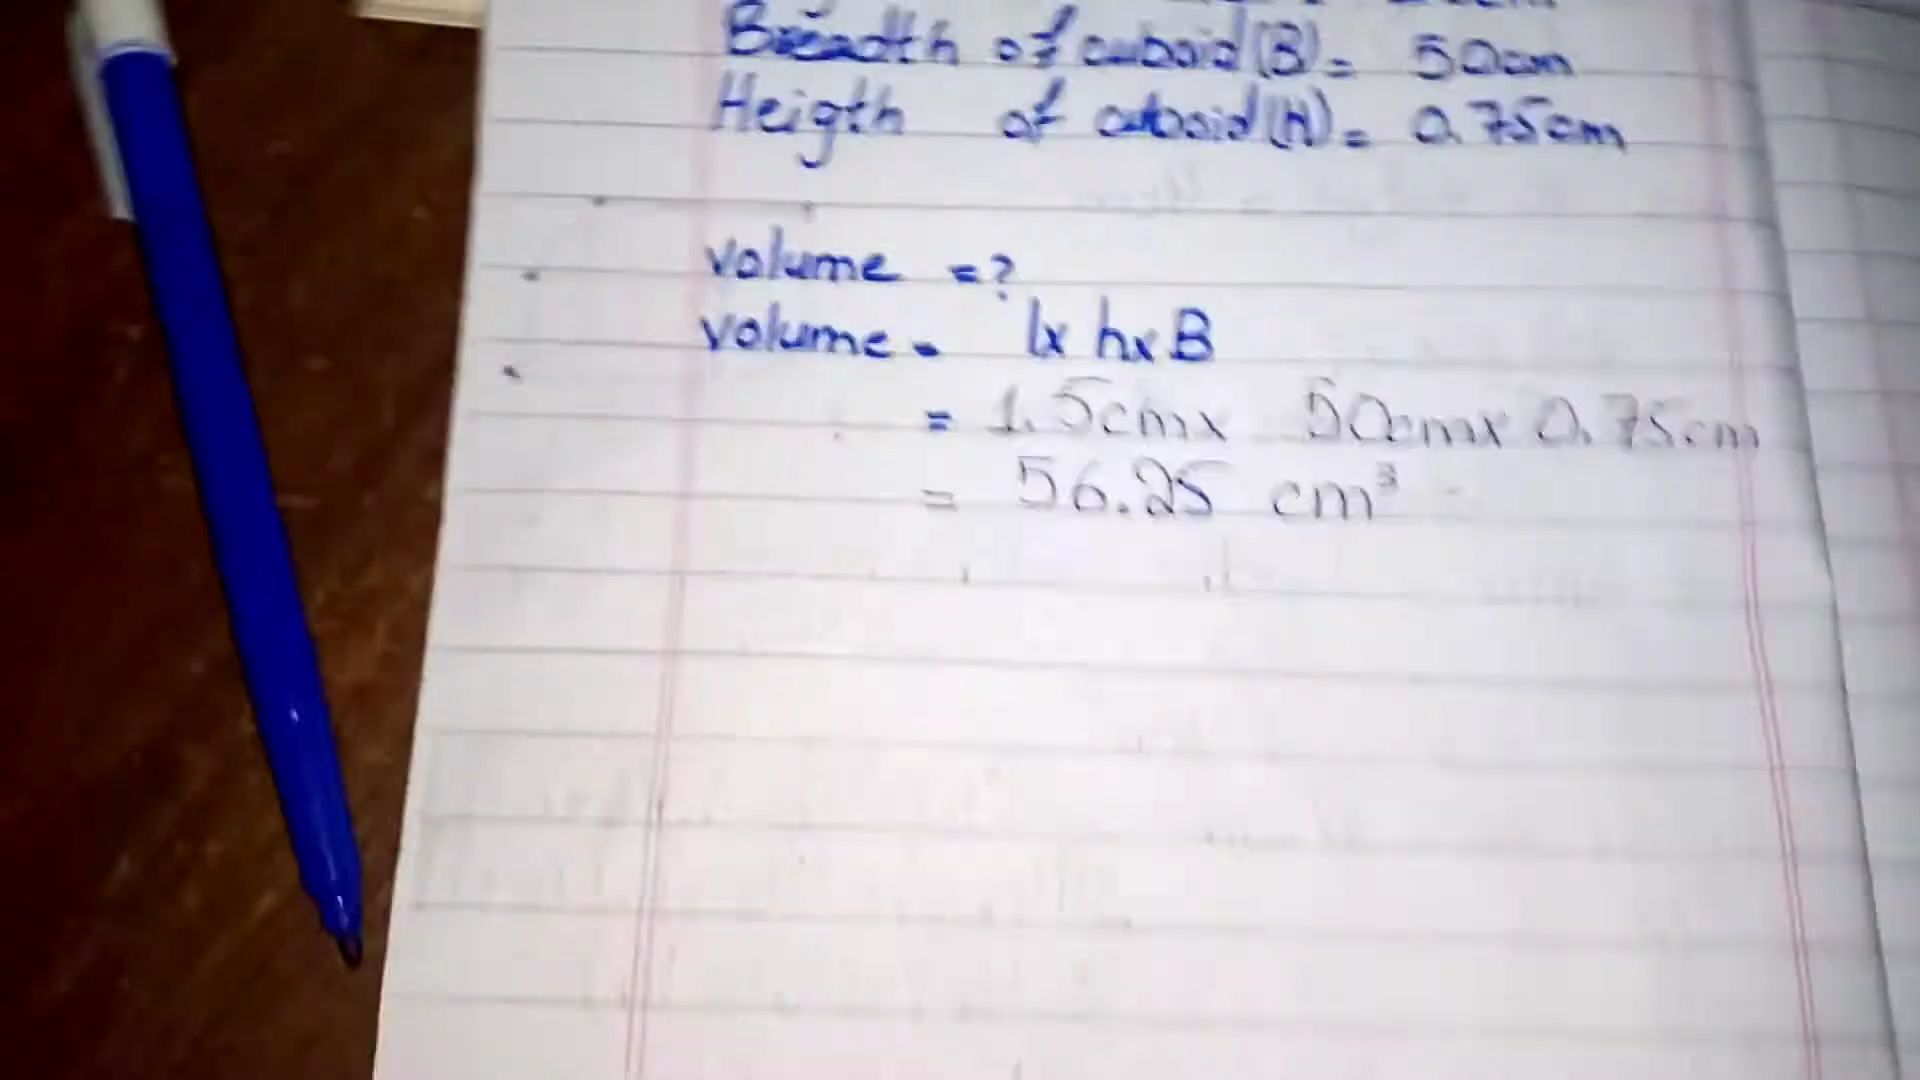 Breadth of cuboid (B) = 50cm
Heigth of cuboid (h) = 0.75cm
volume = ?
volume = l x h x B
= 1.5cm x 50cm x 0.75cm
= 56.25 cm³